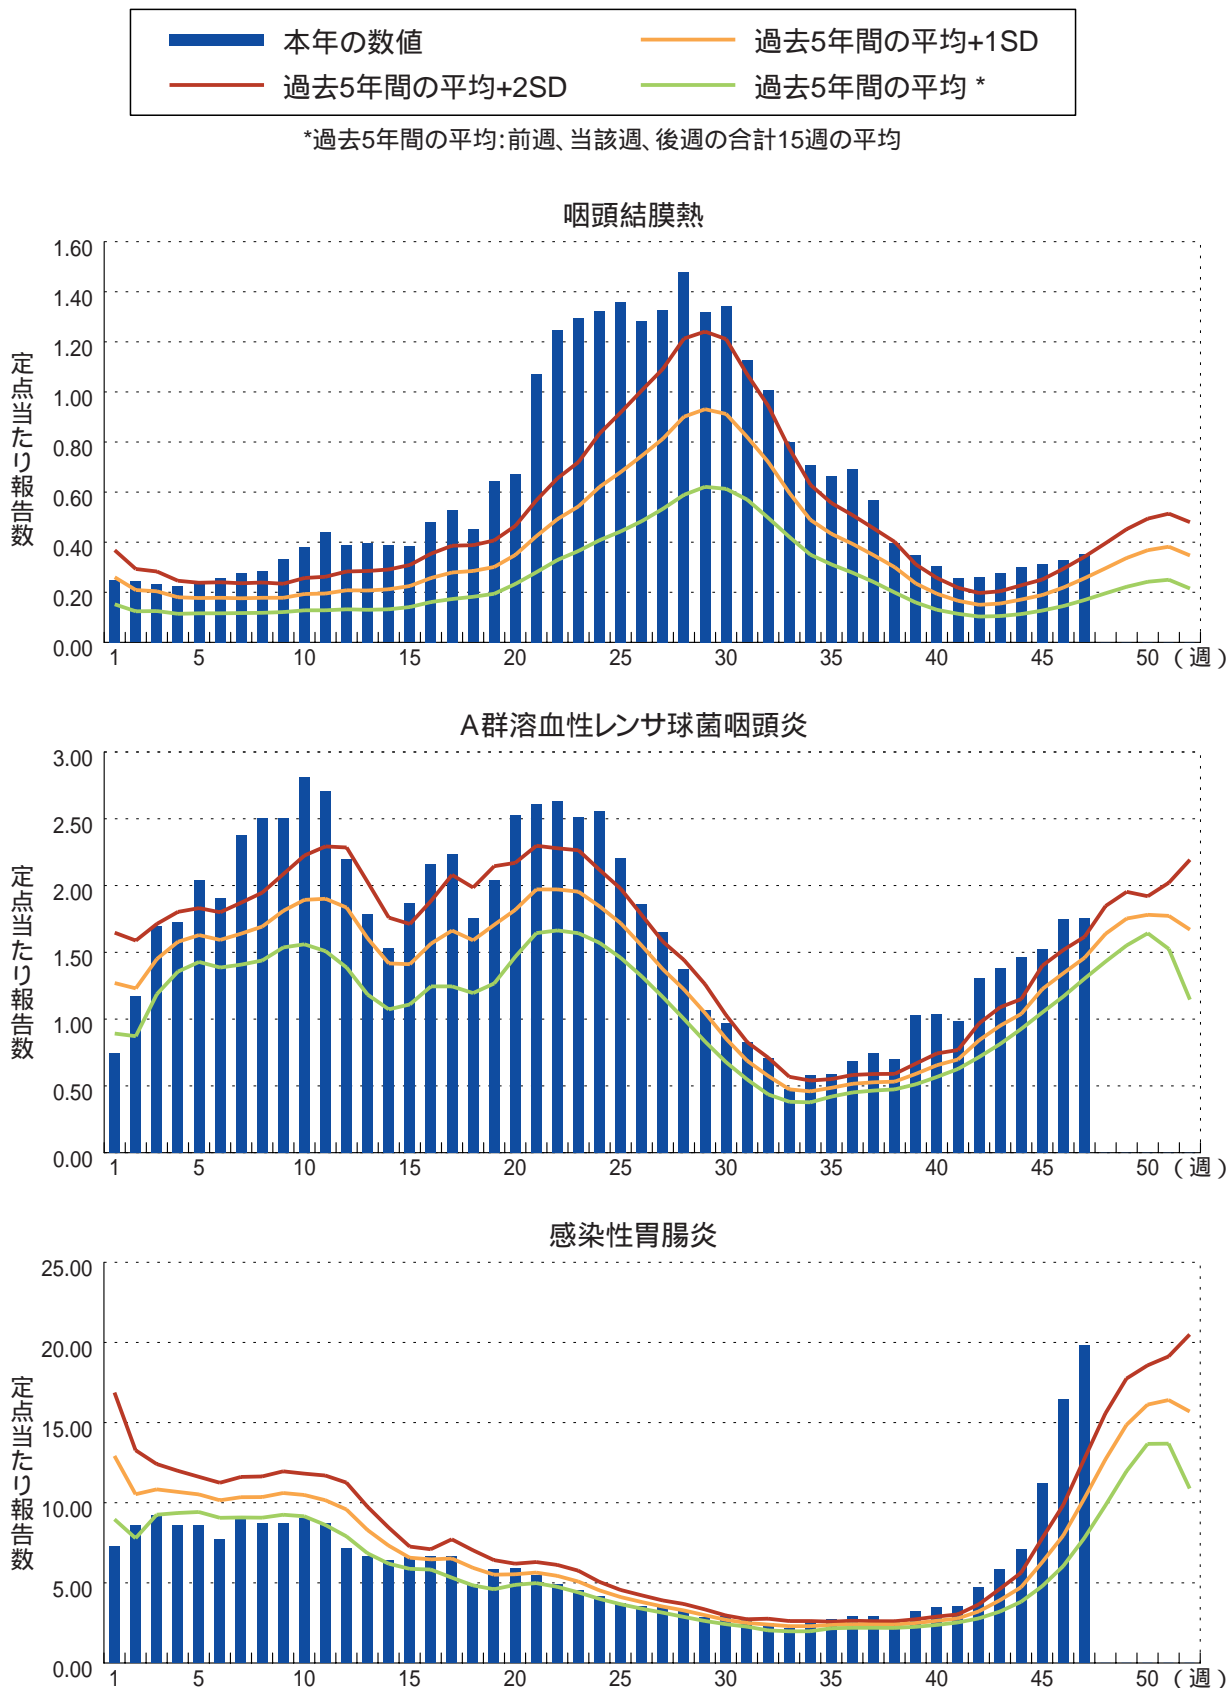 本年の数値
過去5年間の平均+1SD
過去5年間の平均+2SD
過去5年間の平均 *
*過去5年間の平均:前週、当該週、後週の合計15週の平均
咽頭結膜熱
定点当たり報告数
1.60
1.40
1.20
1.00
0.80
0.60
0.40
0.20
0.00
1 5 10 15 20 25 30 35 40 45 50 (週)
A群溶血性レンサ球菌咽頭炎
定点当たり報告数
3.00
2.50
2.00
1.50
1.00
0.50
0.00
1 5 10 15 20 25 30 35 40 45 50 (週)
感染性胃腸炎
定点当たり報告数
25.00
20.00
15.00
10.00
5.00
0.00
1 5 10 15 20 25 30 35 40 45 50 (週)